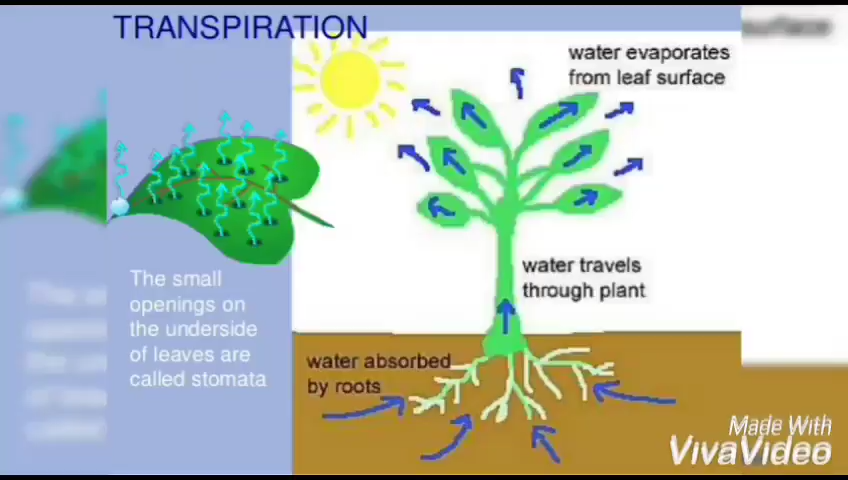 TRANSPIRATION
water evaporates
from leaf surface
The small
openings on
the underside
of leaves are
called stomata
water travels
through plant
water absorbed
by roots
Made With
VivaVideo